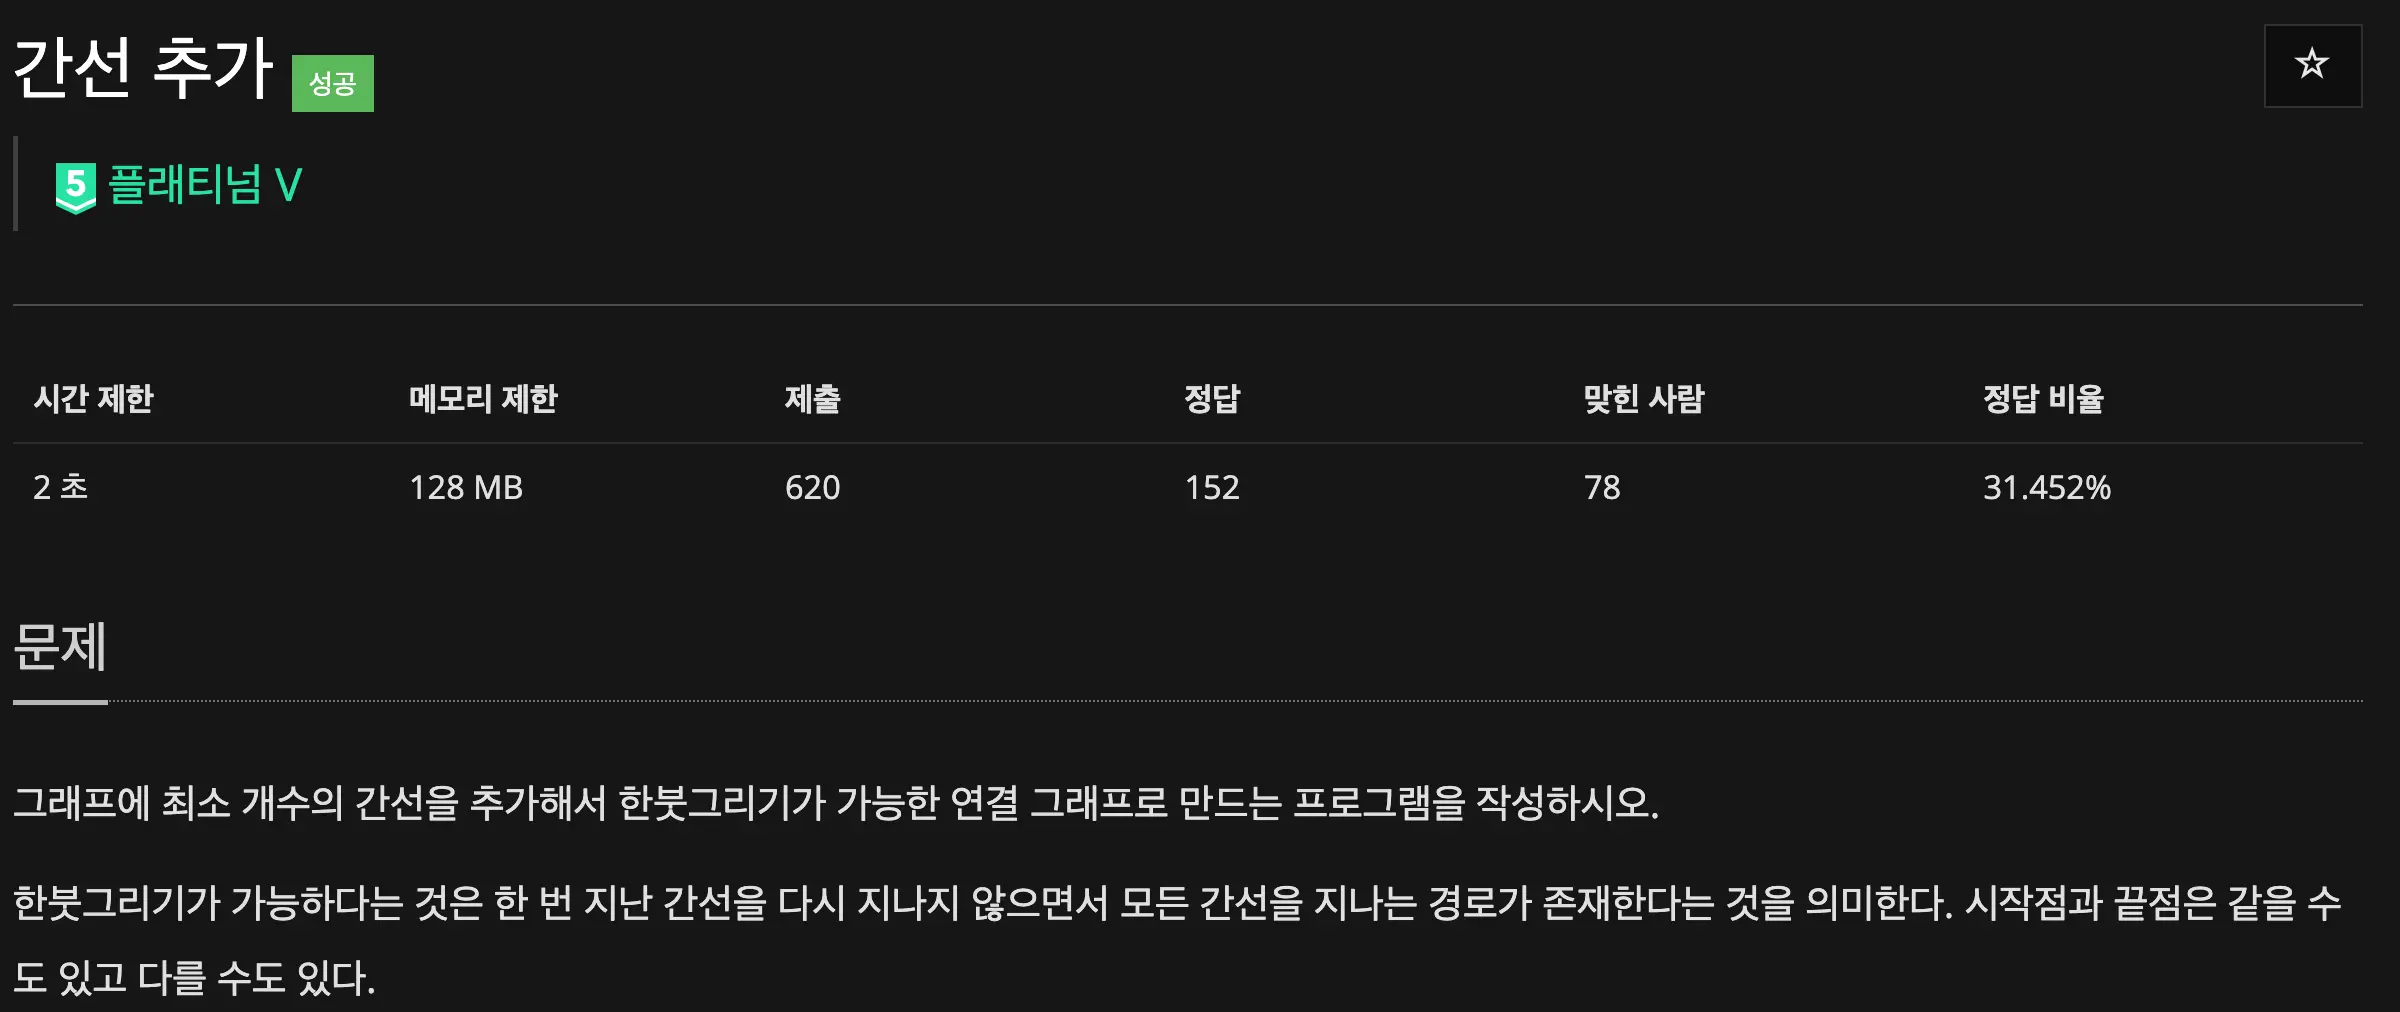 간선 추가 성공
5 플래티넘 V
시간 제한 메모리 제한 제출 정답 맞힌 사람 정답 비율
2 초 128 MB 620 152 78 31.452%
문제
그래프에 최소 개수의 간선을 추가해서 한붓그리기가 가능한 연결 그래프로 만드는 프로그램을 작성하시오.
한붓그리기가 가능하다는 것은 한 번 지난 간선을 다시 지나지 않으면서 모든 간선을 지나는 경로가 존재한다는 것을 의미한다. 시작점과 끝점은 같을 수
도 있고 다를 수도 있다.